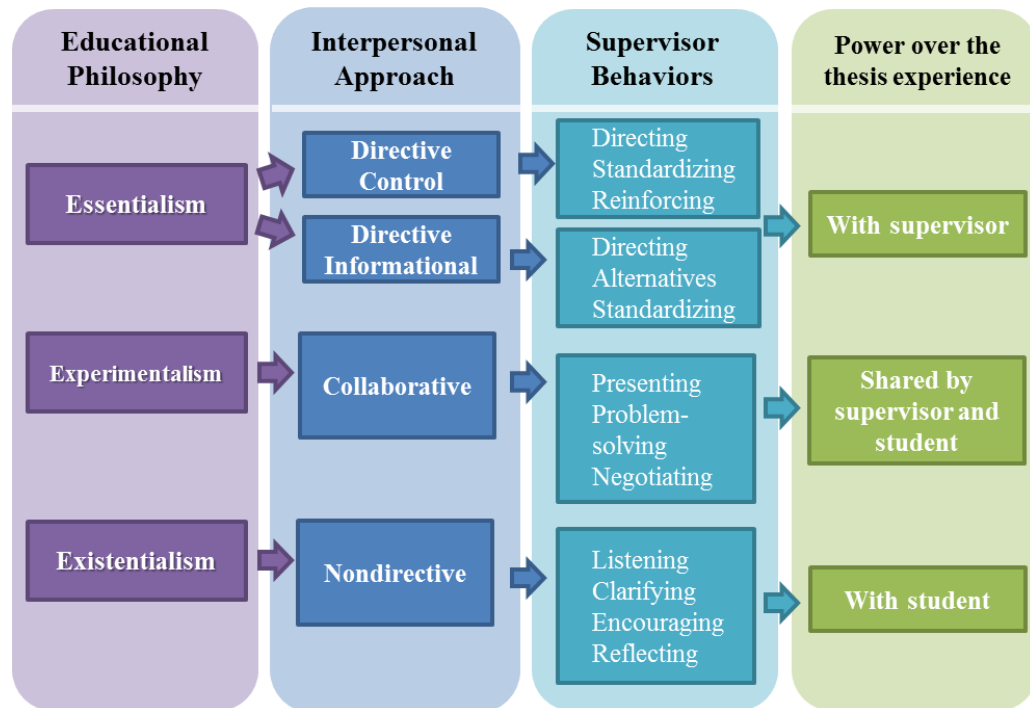 Educational
Philosophy
Interpersonal
Approach
Supervisor
Behaviors
Power over the
thesis experience
Essentialism
Directive
Control
Directive
Informational
Directing
Standardizing
Reinforcing
Directing
Alternatives
Standardizing
With supervisor
Experimentalism
Collaborative
Presenting
Problem-
solving
Negotiating
Shared by
supervisor and
student
Existentialism
Nondirective
Listening
Clarifying
Encouraging
Reflecting
With student